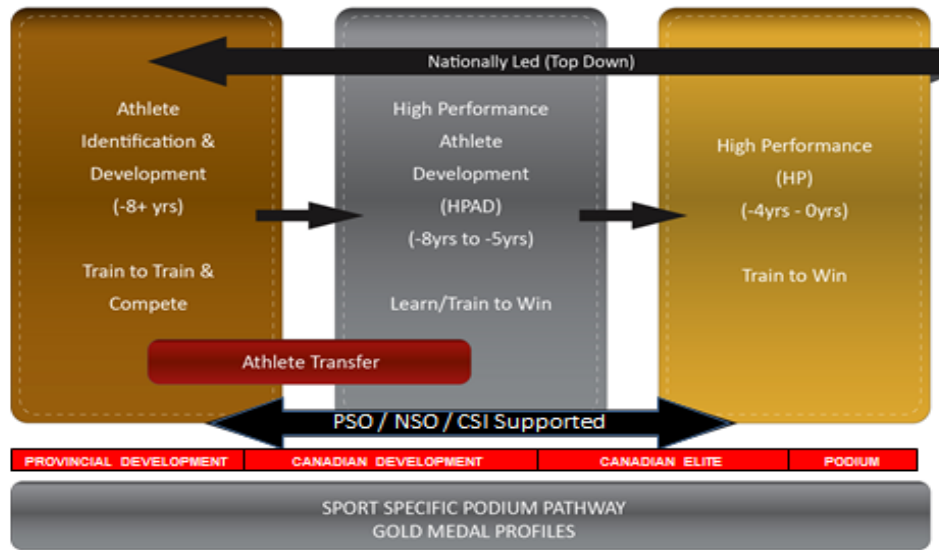 Nationally Led (Top Down)
Athlete
Identification &
Development
(-8+ yrs)
Train to Train &
Compete
High Performance
Athlete
Development
(HPAD)
(-8yrs to -5yrs)
Learn/Train to Win
High Performance
(HP)
(-4yrs - 0yrs)
Train to Win
Athlete Transfer
PSO / NSO / CSI Supported
PROVINCIAL DEVELOPMENT
CANADIAN DEVELOPMENT
CANADIAN ELITE
PODIUM
SPORT SPECIFIC PODIUM PATHWAY
GOLD MEDAL PROFILES